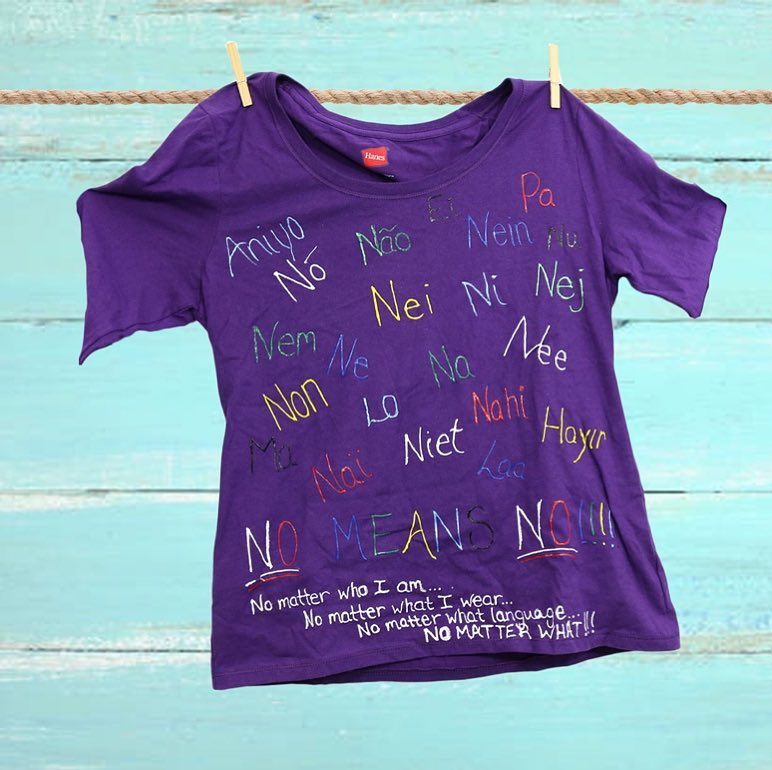 Hanes
Pa
Ei
Aniyo Não Nein Nu
Nó
Nei Ni Nej
Nem Ne Na Nee
Non Lo Nahi
Ma Niet Hayır
Nai Laa
NO MEANS NO!!!!
No matter who I am....
No matter what I wear...
No matter what language...
NO MATTER WHAT!!!